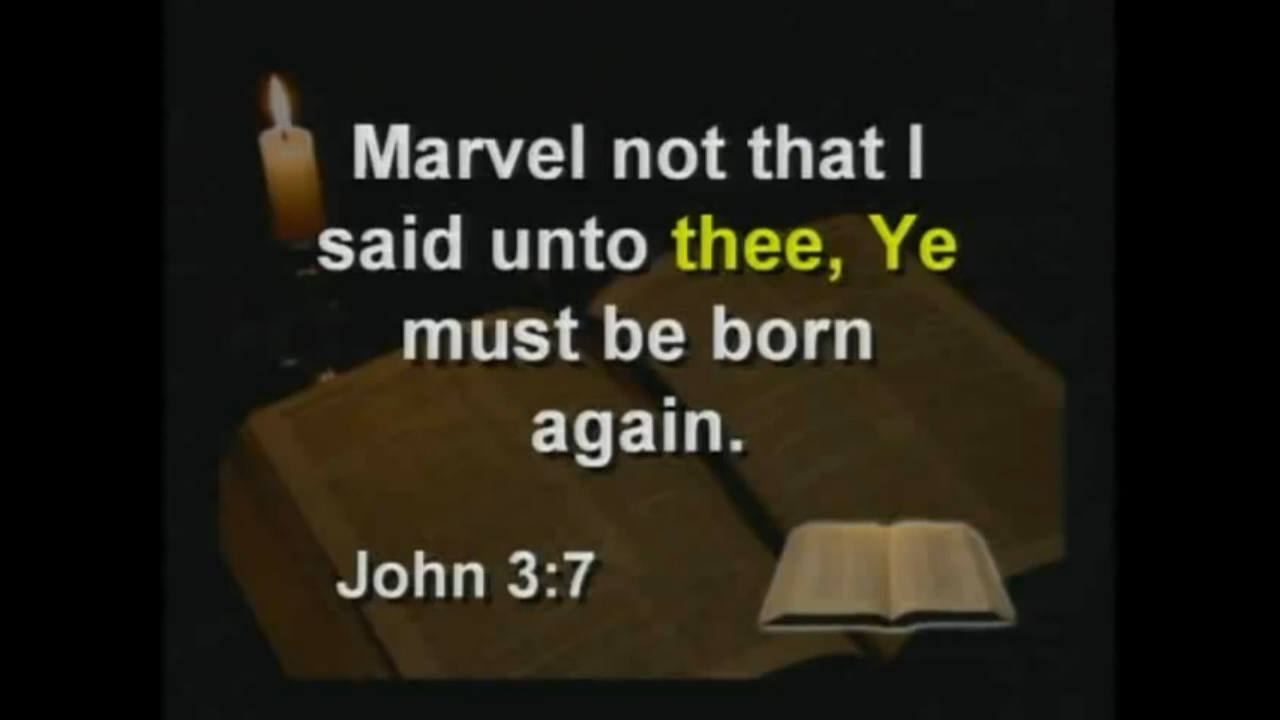 Marvel not that I
said unto thee, Ye
must be born
again.
John 3:7